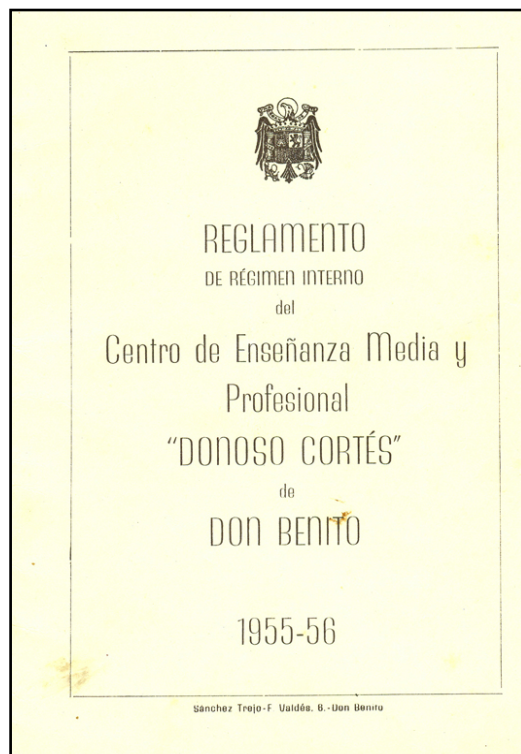 REGLAMENTO
DE RÉGIMEN INTERNO
del
Centro de Enseñanza Media y
Profesional
"DONOSO CORTÉS"
de
DON BENITO
1955-56
Sánchez Trejo-F. Valdés, 6.-Don Benito